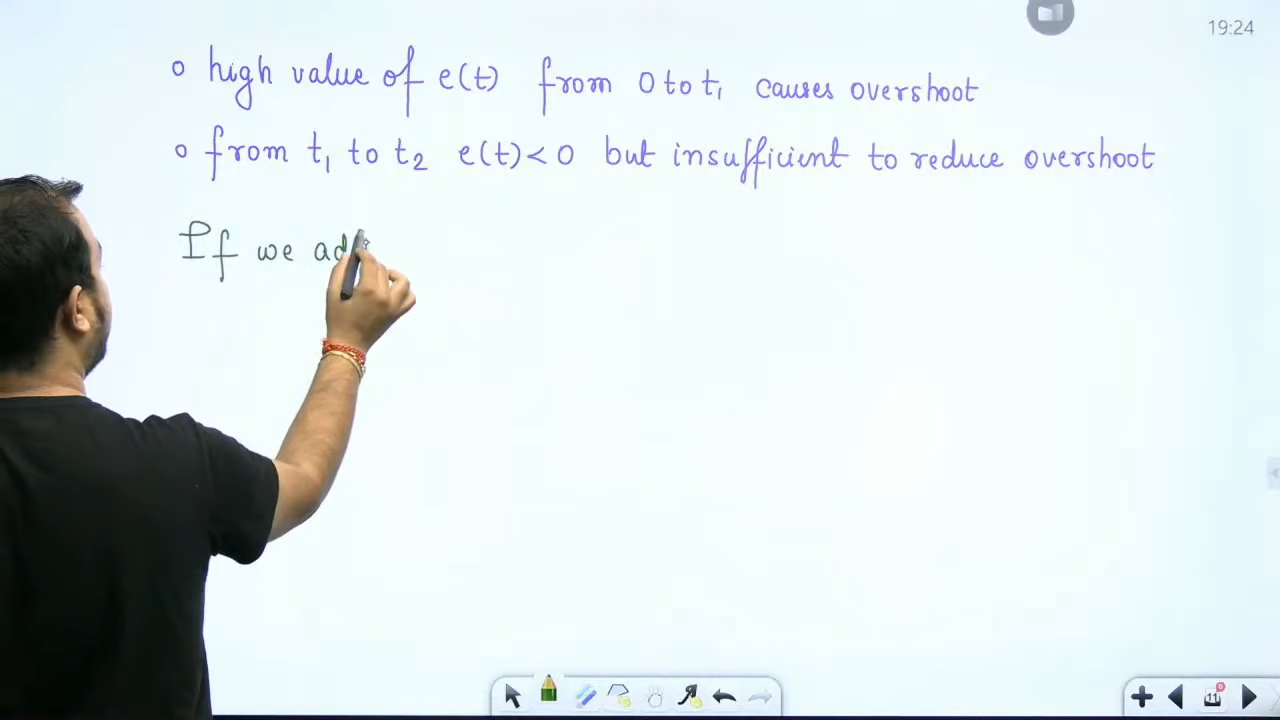 19:24
o high value of e(t) from 0 to t₁ causes overshoot
o from t₁ to t₂ e(t)<0 but insufficient to reduce overshoot
If we ad
11